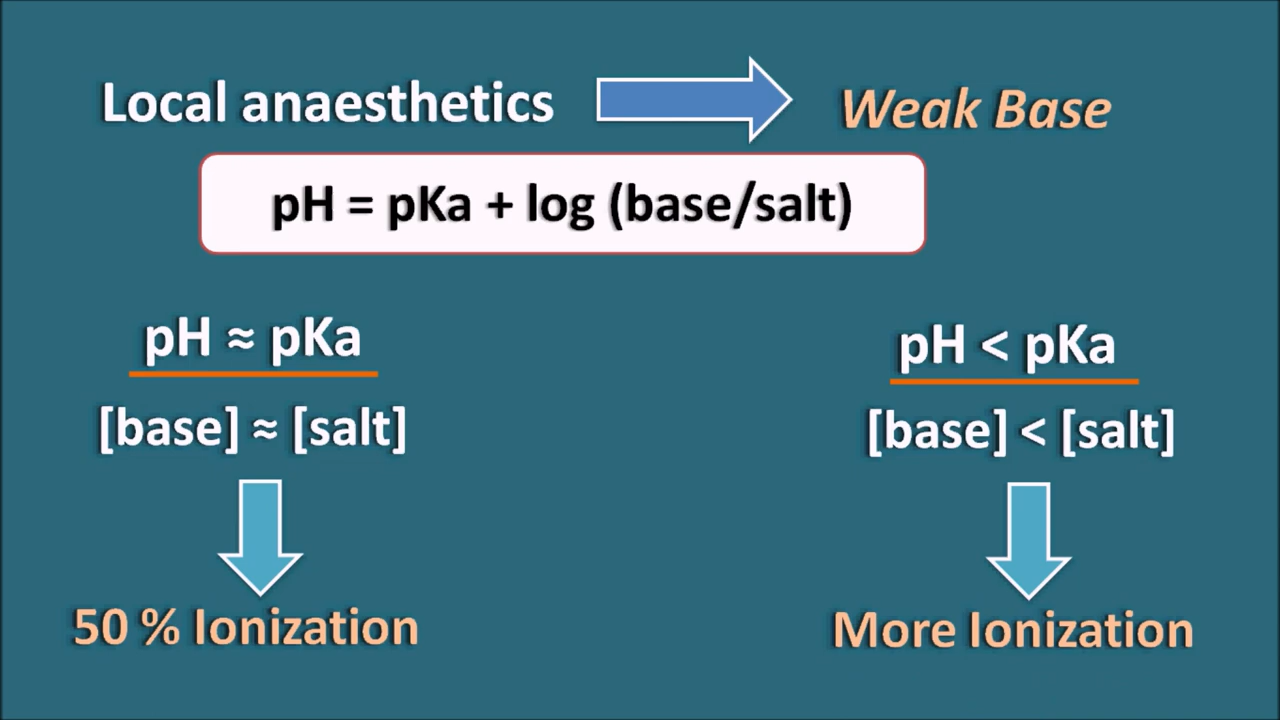 Local anaesthetics
Weak Base
pH = pKa + log (base/salt)
pH ≈ pKa
[base] ≈ [salt]
50 % Ionization
pH < pKa
[base] < [salt]
More Ionization